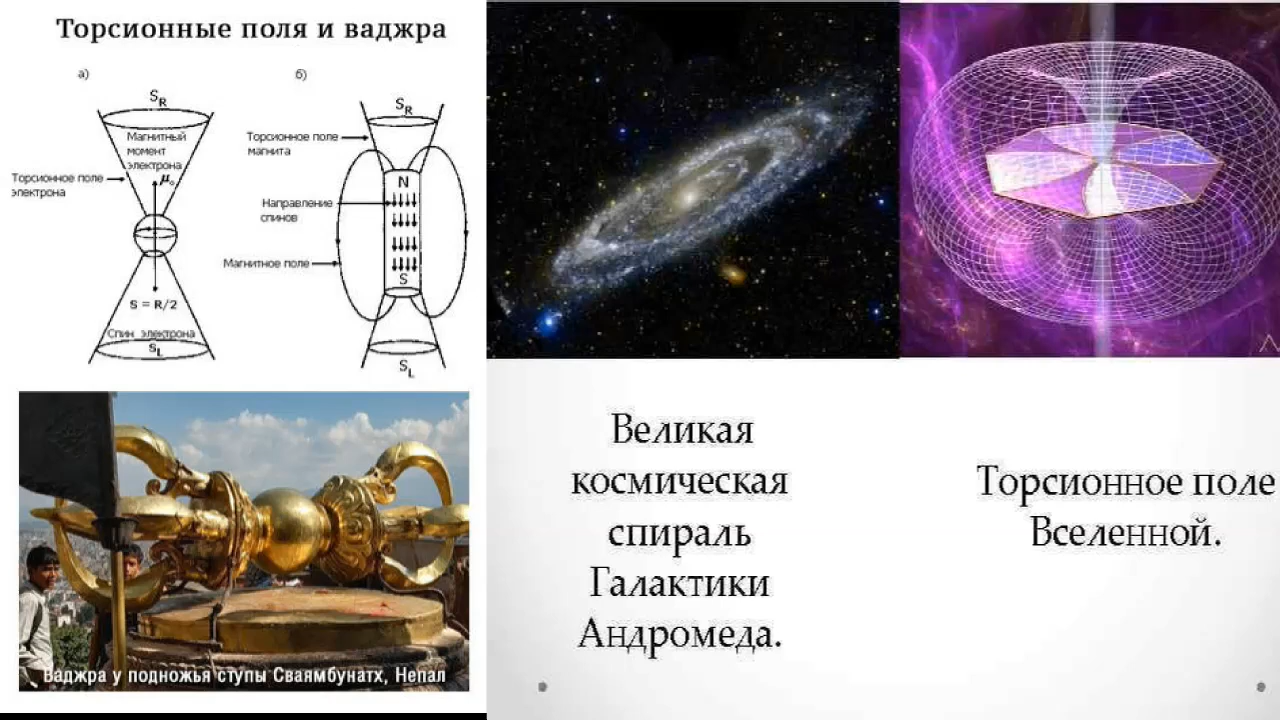 Торсионные поля и ваджра
а)
б)
S_R
Магнитный
момент
электрона
μ₀
Торсионное поле
электрона
S = R/2
Спин электрона
S_L
S_R
Торсионное поле
магнита
N
Направление
спинов
Магнитное поле
S
S_L
Ваджра у подножья ступы Сваямбунатх, Непал
Великая
космическая
спираль
Галактики
Андромеда.
Торсионное поле
Вселенной.